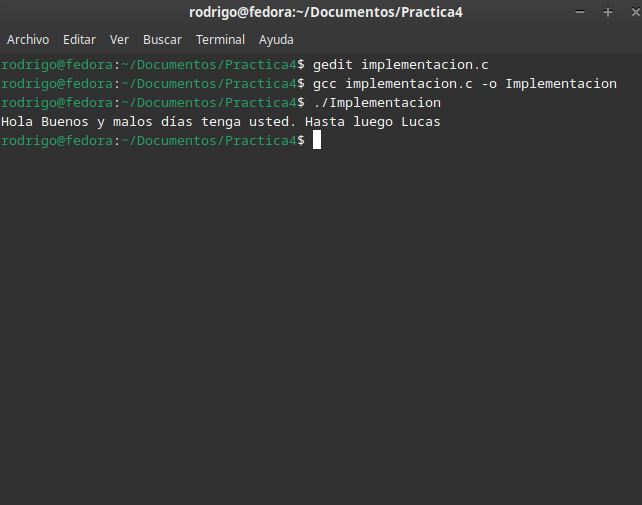 rodrigo@fedora:~/Documentos/Practica4
Archivo Editar Ver Buscar Terminal Ayuda
rodrigo@fedora:~/Documentos/Practica4$ gedit implementacion.c
rodrigo@fedora:~/Documentos/Practica4$ gcc implementacion.c -o Implementacion
rodrigo@fedora:~/Documentos/Practica4$ ./Implementacion
Hola Buenos y malos días tenga usted. Hasta luego Lucas
rodrigo@fedora:~/Documentos/Practica4$